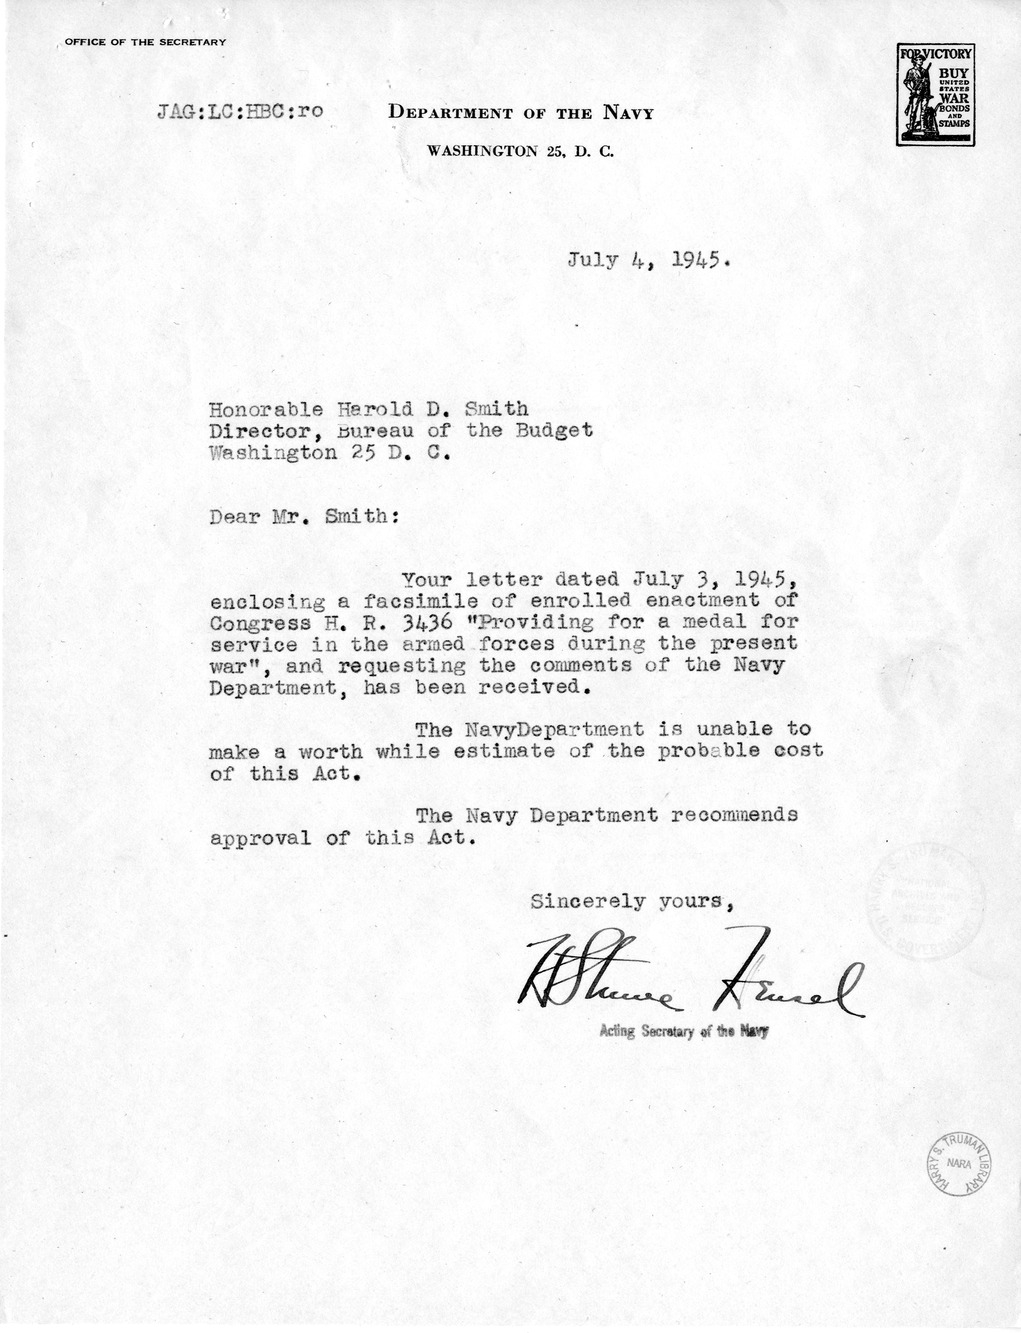 OFFICE OF THE SECRETARY
FOR VICTORY
BUY
UNITED
STATES
WAR
BONDS
AND
STAMPS
JAG:LC:HBC:ro
DEPARTMENT OF THE NAVY
WASHINGTON 25, D. C.
July 4, 1945.
Honorable Harold D. Smith
Director, Bureau of the Budget
Washington 25 D. C.
Dear Mr. Smith:
Your letter dated July 3, 1945,
enclosing a facsimile of enrolled enactment of
Congress H. R. 3436 "Providing for a medal for
service in the armed forces during the present
war", and requesting the comments of the Navy
Department, has been received.
The NavyDepartment is unable to
make a worth while estimate of the probable cost
of this Act.
The Navy Department recommends
approval of this Act.
Sincerely yours,
H Struve Hensel
Acting Secretary of the Navy
HARRY S. TRUMAN LIBRARY
NARA